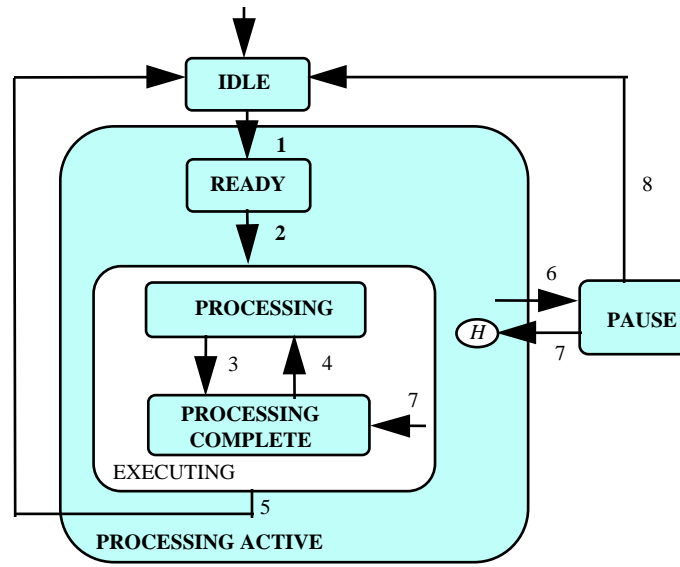 IDLE
1
READY
8
2
6
PROCESSING
PAUSE
H
7
3
4
7
PROCESSING
COMPLETE
EXECUTING
5
PROCESSING ACTIVE